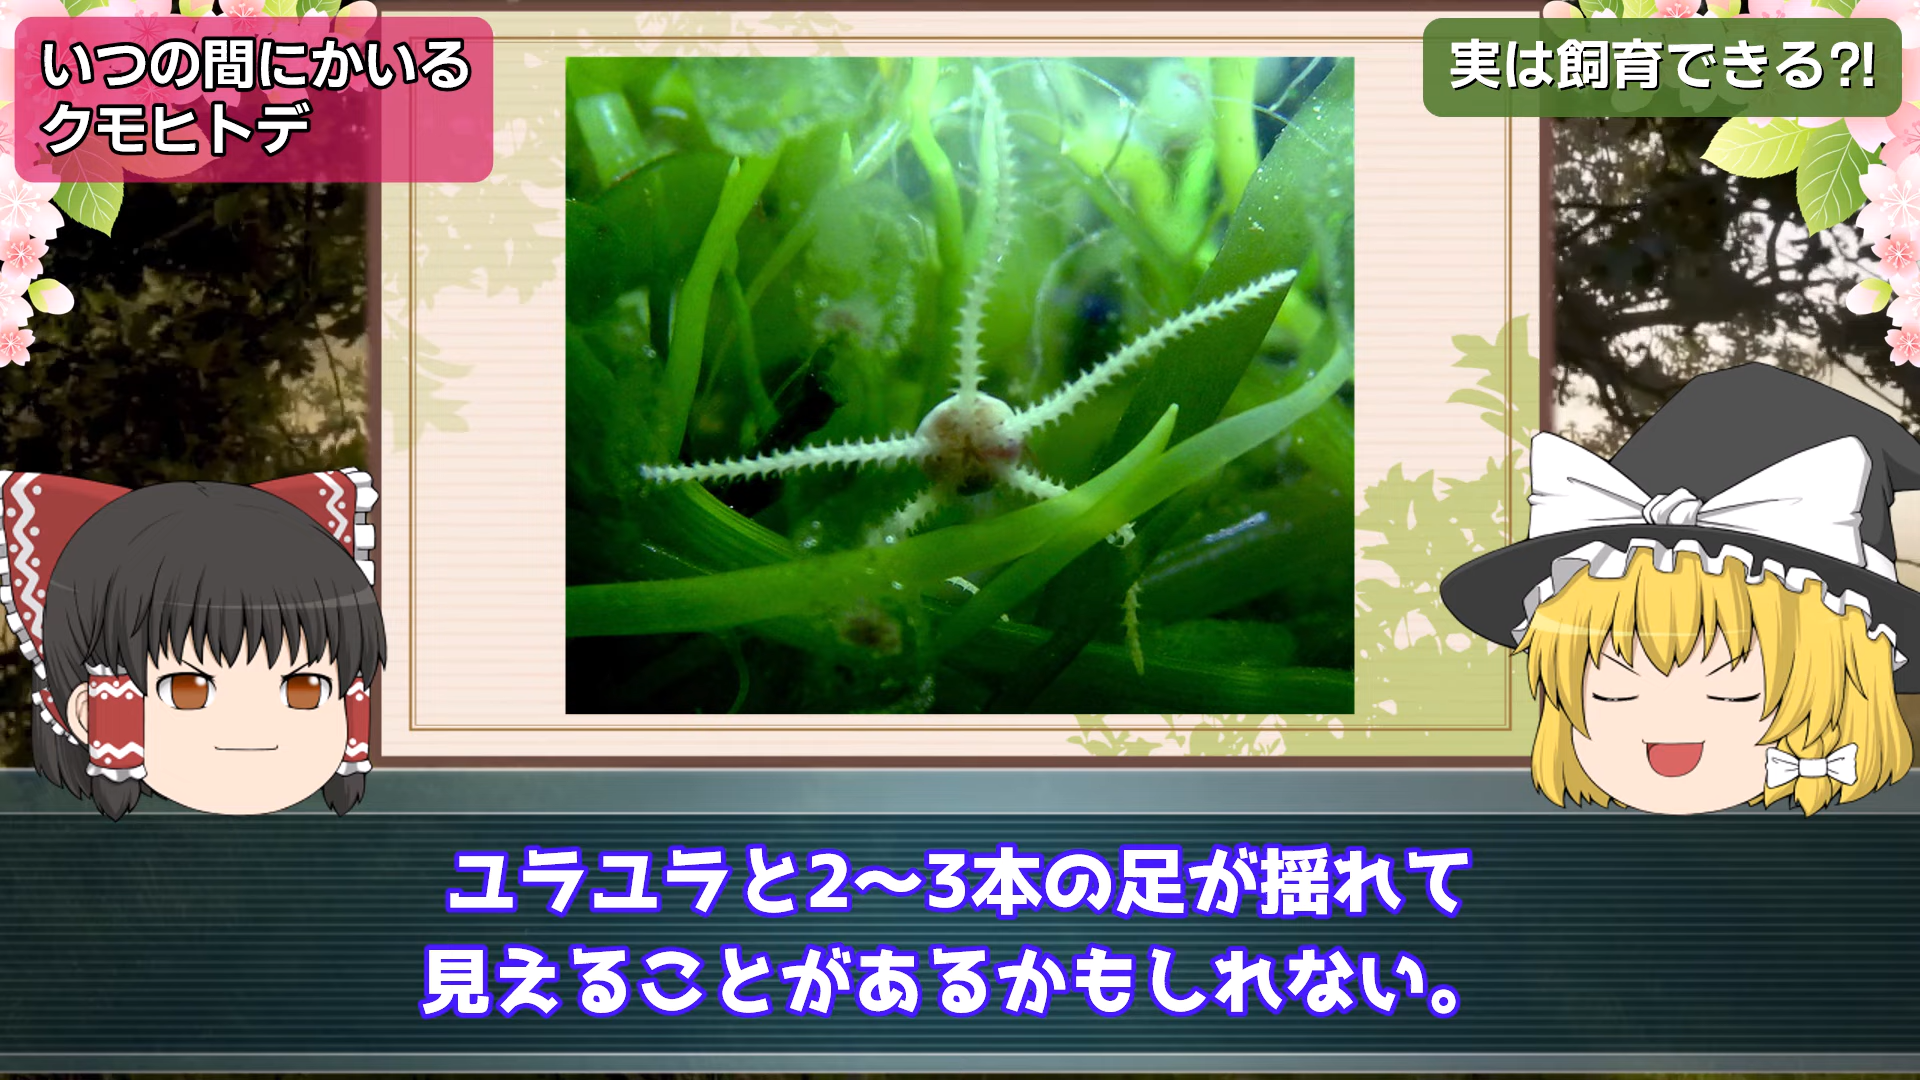 いつの間にかいる
クモヒトデ
実は飼育できる?!
ユラユラと2～3本の足が揺れて
見えることがあるかもしれない。